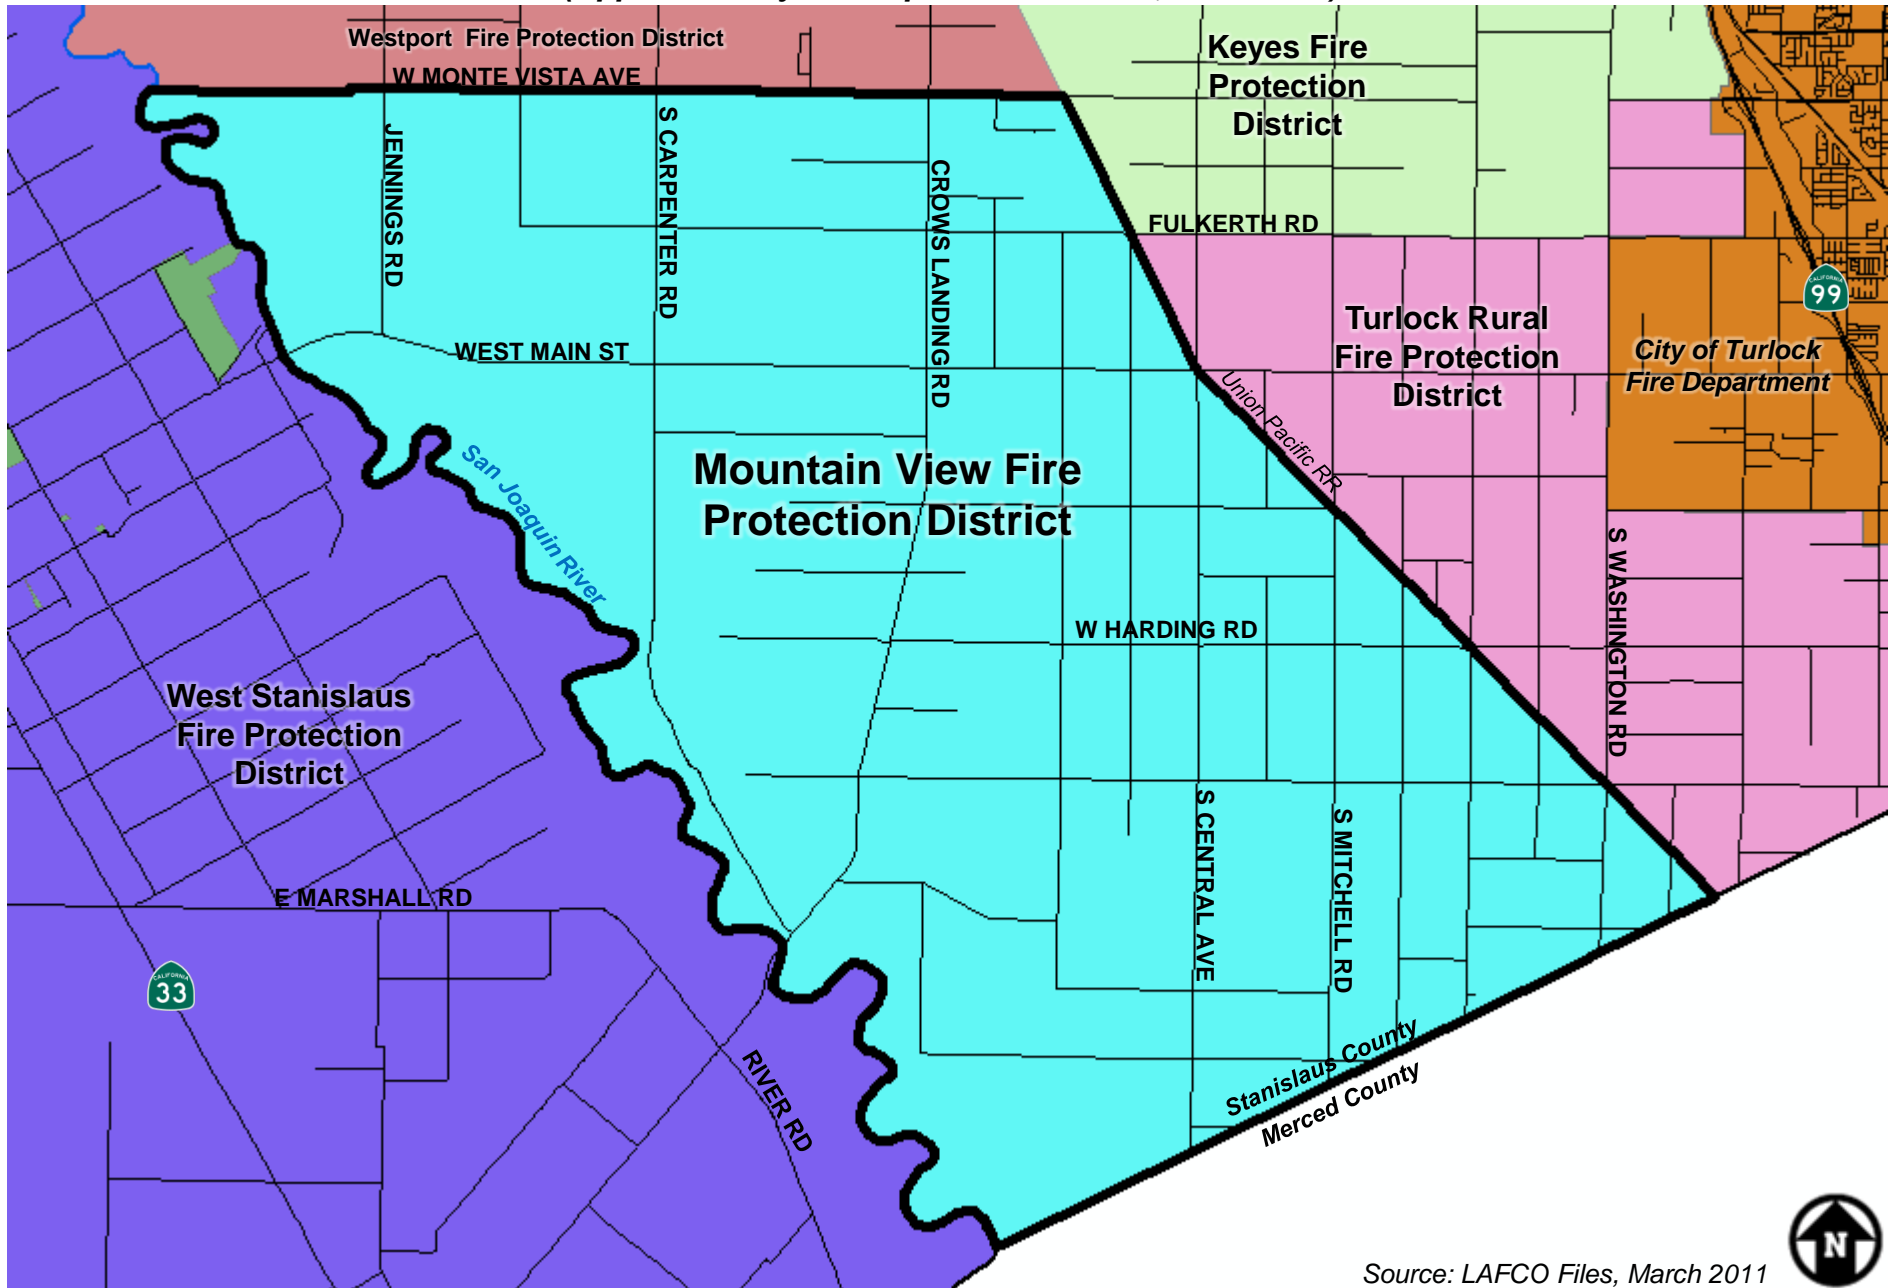 Westport Fire Protection District
W MONTE VISTA AVE
Keyes Fire
Protection
District
JENNINGS RD
S CARPENTER RD
CROWS LANDING RD
FULKERTH RD
CALIFORNIA
99
WEST MAIN ST
Turlock Rural
Fire Protection
District
City of Turlock
Fire Department
Union Pacific RR
San Joaquin River
Mountain View Fire
Protection District
S WASHINGTON RD
W HARDING RD
West Stanislaus
Fire Protection
District
S CENTRAL AVE
S MITCHELL RD
E MARSHALL RD
CALIFORNIA
33
RIVER RD
Stanislaus County
Merced County
N
Source: LAFCO Files, March 2011